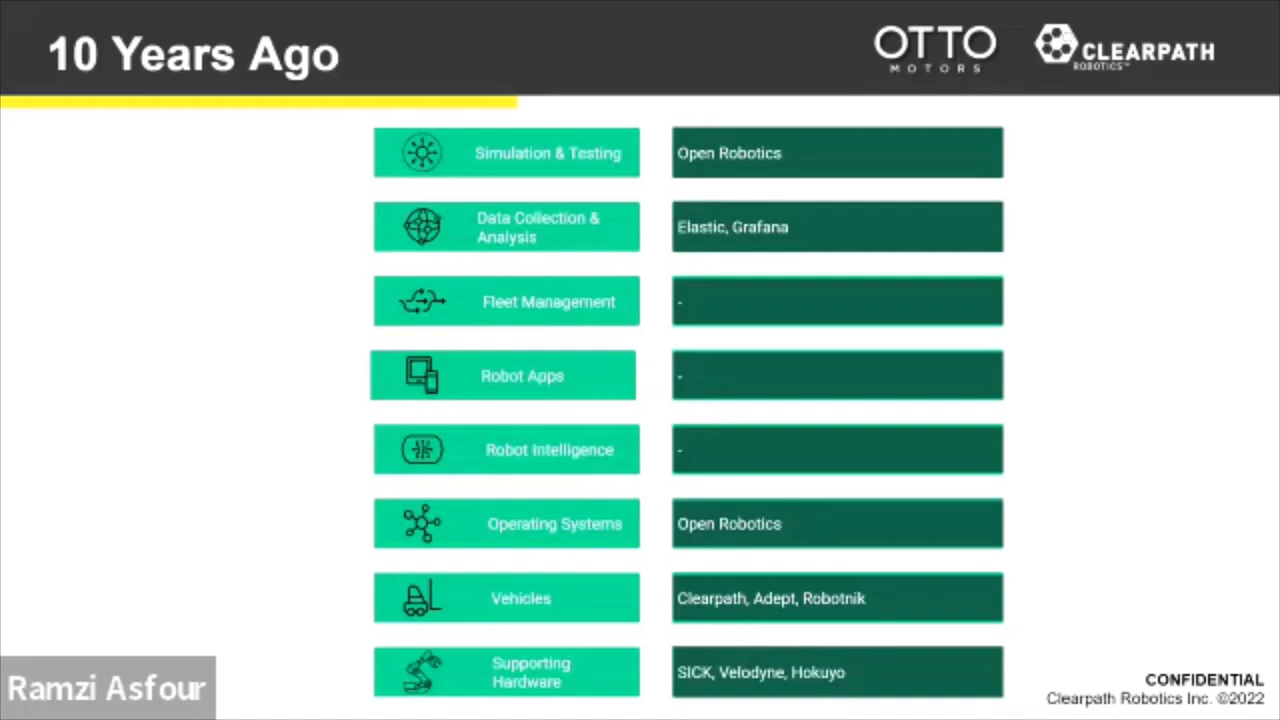 10 Years Ago
OTTO
MOTORS
CLEARPATH
ROBOTICS™
Simulation & Testing
Open Robotics
Data Collection &
Analysis
Elastic, Grafana
Fleet Management
-
Robot Apps
-
Robot Intelligence
-
Operating Systems
Open Robotics
Vehicles
Clearpath, Adept, Robotnik
Supporting
Hardware
SICK, Velodyne, Hokuyo
Ramzi Asfour
CONFIDENTIAL
Clearpath Robotics Inc. ©2022